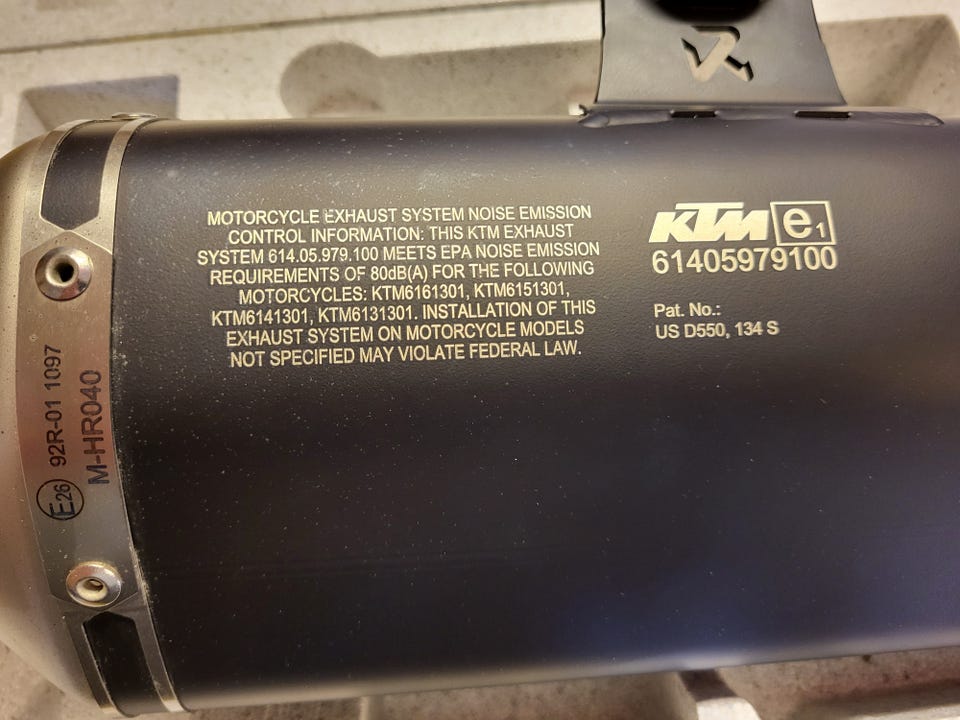 MOTORCYCLE EXHAUST SYSTEM NOISE EMISSION
CONTROL INFORMATION: THIS KTM EXHAUST
SYSTEM 614.05.979.100 MEETS EPA NOISE EMISSION
REQUIREMENTS OF 80dB(A) FOR THE FOLLOWING
MOTORCYCLES: KTM6161301, KTM6151301,
KTM6141301, KTM6131301. INSTALLATION OF THIS
EXHAUST SYSTEM ON MOTORCYCLE MODELS
NOT SPECIFIED MAY VIOLATE FEDERAL LAW.
KTM e1
61405979100
Pat. No.:
US D550, 134 S
E26 92R-01 1097
M-HR040